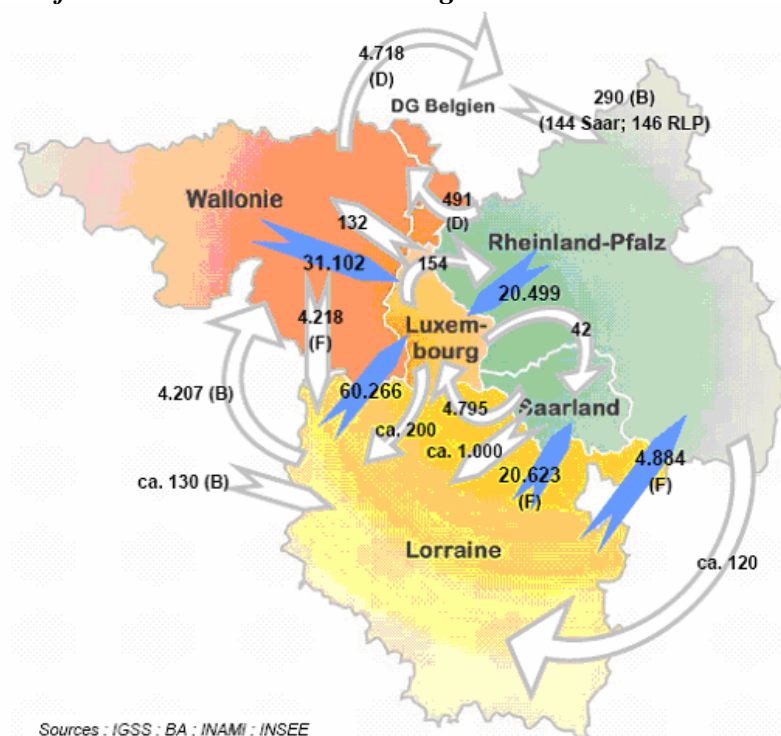 4.718
(D)
DG Belgien
290 (B)
(144 Saar; 146 RLP)
Wallonie
491
(D)
132
Rheinland-Pfalz
31.102
154
20.499
4.218
(F)
Luxem-
bourg
42
4.207 (B)
60.266
4.795
Saarland
ca. 200
ca. 1.000
20.623
(F)
4.884
(F)
ca. 130 (B)
Lorraine
ca. 120
Sources : IGSS : BA : INAMI : INSEE